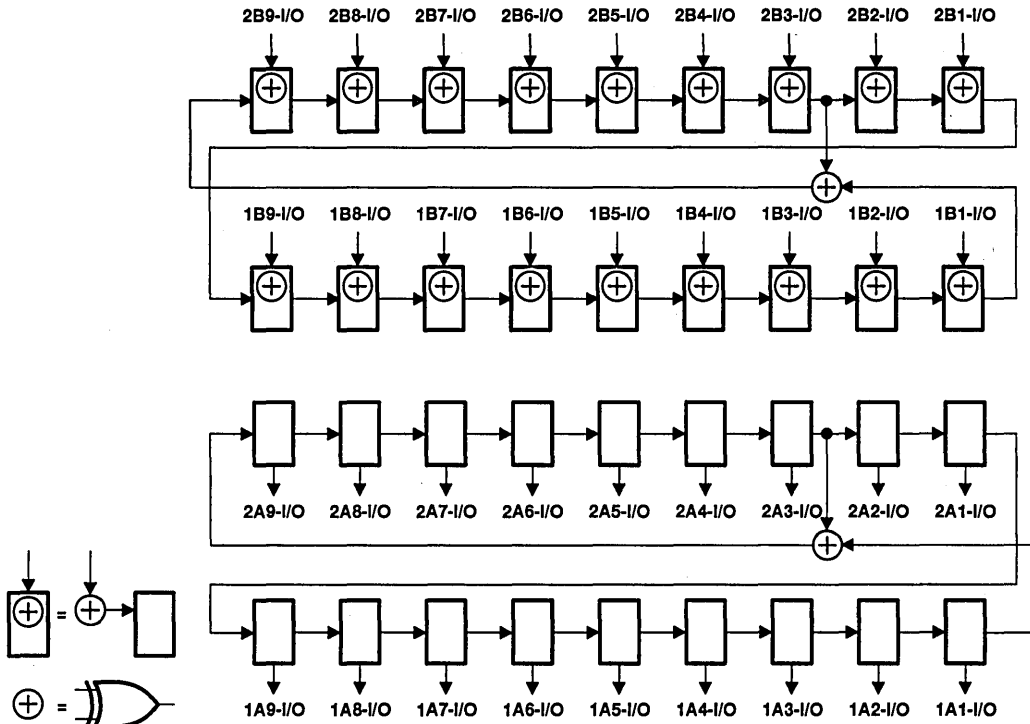 2B9-I/O 2B8-I/O 2B7-I/O 2B6-I/O 2B5-I/O 2B4-I/O 2B3-I/O 2B2-I/O 2B1-I/O
1B9-I/O 1B8-I/O 1B7-I/O 1B6-I/O 1B5-I/O 1B4-I/O 1B3-I/O 1B2-I/O 1B1-I/O
2A9-I/O 2A8-I/O 2A7-I/O 2A6-I/O 2A5-I/O 2A4-I/O 2A3-I/O 2A2-I/O 2A1-I/O
=
=
1A9-I/O 1A8-I/O 1A7-I/O 1A6-I/O 1A5-I/O 1A4-I/O 1A3-I/O 1A2-I/O 1A1-I/O